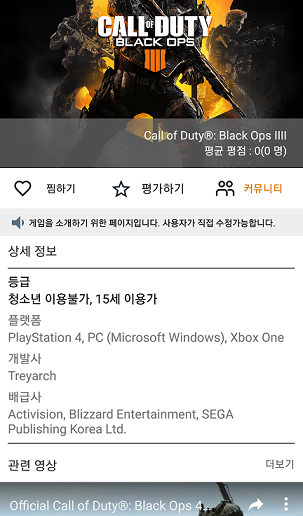 CALL OF DUTY
BLACK OPS
IIII
Call of Duty®: Black Ops IIII
평균 평점 : 0(0 명)
찜하기
평가하기
커뮤니티
게임을 소개하기 위한 페이지입니다. 사용자가 직접 수정가능합니다.
상세 정보
등급
청소년 이용불가, 15세 이용가
플랫폼
PlayStation 4, PC (Microsoft Windows), Xbox One
개발사
Treyarch
배급사
Activision, Blizzard Entertainment, SEGA
Publishing Korea Ltd.
관련 영상
더보기
Official Call of Duty®: Black Ops 4...